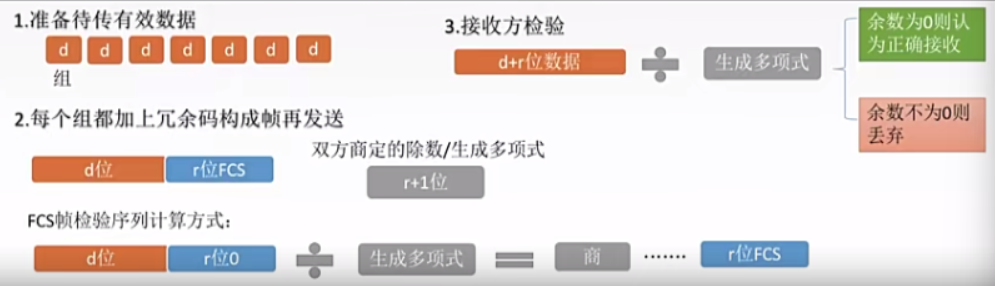 1.准备待传有效数据
d d d d d d d
组
2.每个组都加上冗余码构成帧再发送
d位 r位FCS
双方商定的除数/生成多项式
r+1位
FCS帧检验序列计算方式：
d位 r位0 ÷ 生成多项式 = 商 ······· r位FCS
3.接收方检验
d+r位数据 ÷ 生成多项式
余数为0则认
为正确接收
余数不为0则
丢弃